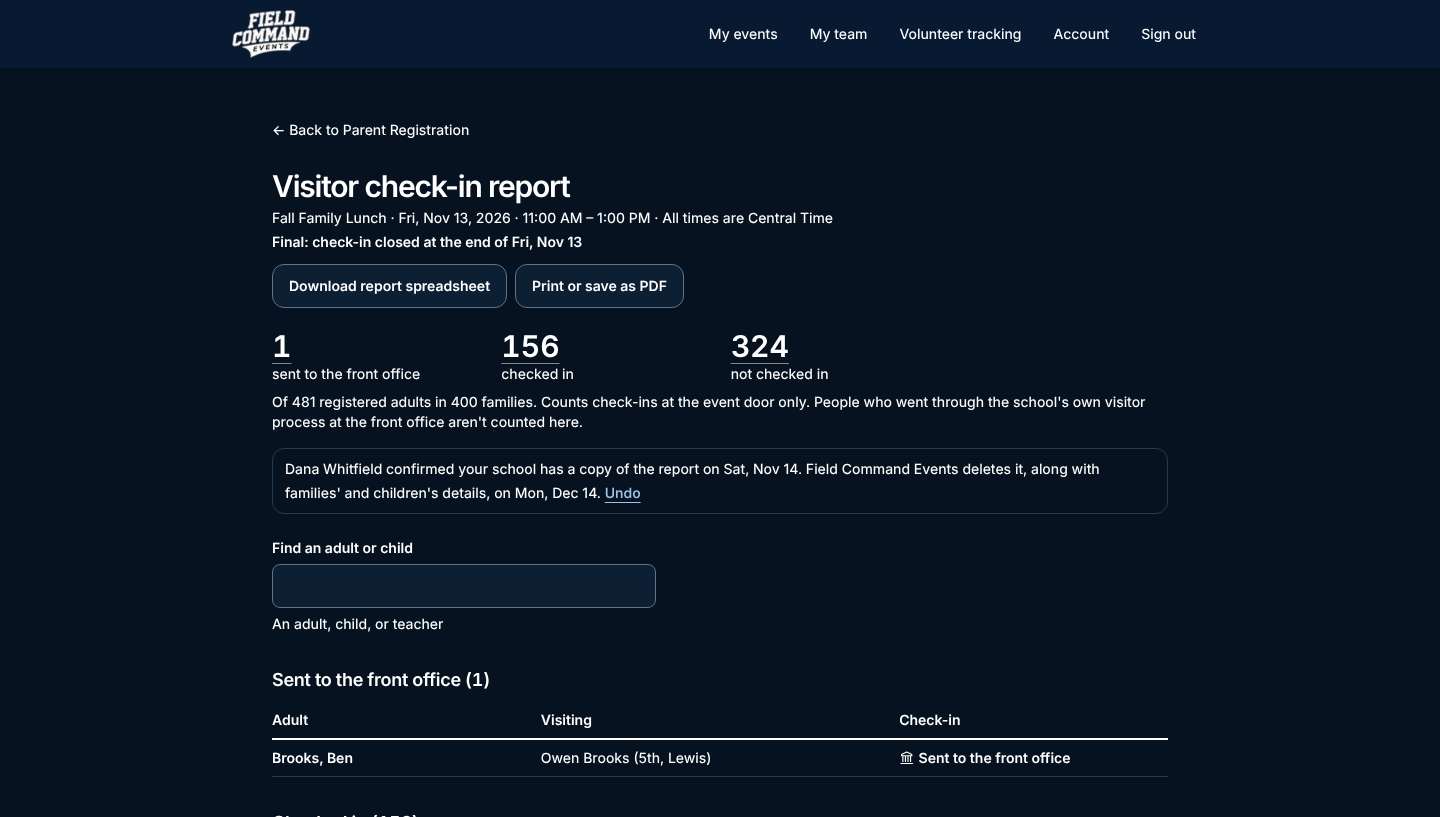 FIELD
COMMAND
EVENTS
My events
My team
Volunteer tracking
Account
Sign out
← Back to Parent Registration
Visitor check-in report
Fall Family Lunch · Fri, Nov 13, 2026 · 11:00 AM – 1:00 PM · All times are Central Time
Final: check-in closed at the end of Fri, Nov 13
Download report spreadsheet
Print or save as PDF
1
sent to the front office
156
checked in
324
not checked in
Of 481 registered adults in 400 families. Counts check-ins at the event door only. People who went through the school's own visitor
process at the front office aren't counted here.
Dana Whitfield confirmed your school has a copy of the report on Sat, Nov 14. Field Command Events deletes it, along with
families' and children's details, on Mon, Dec 14. Undo
Find an adult or child
An adult, child, or teacher
Sent to the front office (1)
Adult
Visiting
Check-in
Brooks, Ben
Owen Brooks (5th, Lewis)
Sent to the front office